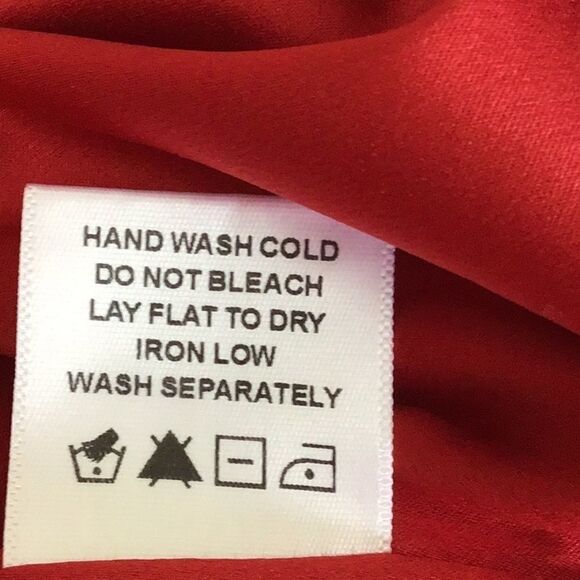 HAND WASH COLD
DO NOT BLEACH
LAY FLAT TO DRY
IRON LOW
WASH SEPARATELY